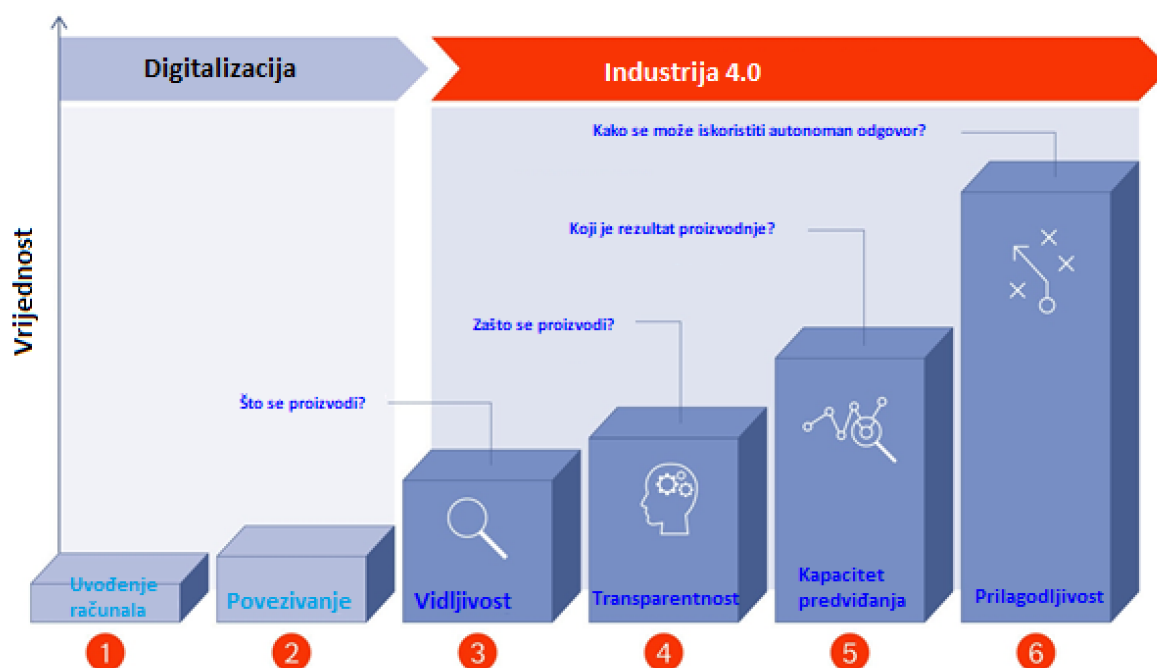 Digitalizacija
Industrija 4.0
Kako se može iskoristiti autonoman odgovor?
Koji je rezultat proizvodnje?
Zašto se proizvodi?
Što se proizvodi?
Vrijednost
Uvođenje
računala
Povezivanje
Vidljivost
Transparentnost
Kapacitet
predviđanja
Prilagodljivost
1
2
3
4
5
6